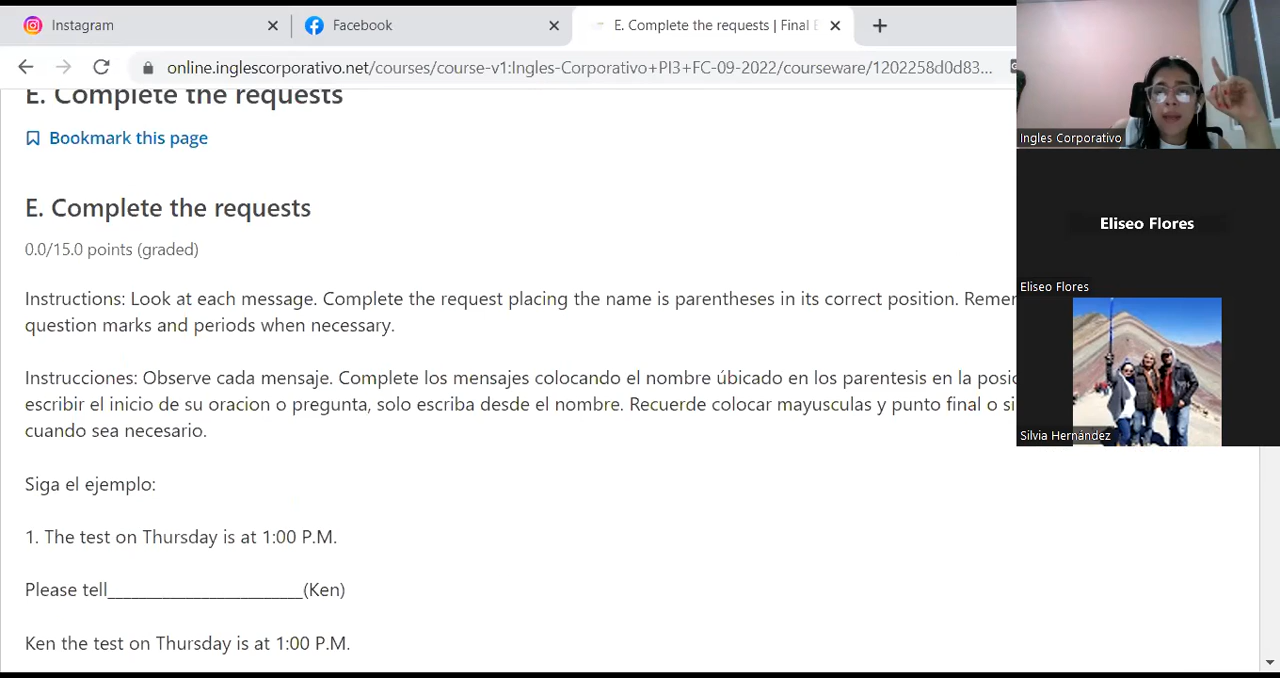 Instagram
Facebook
E. Complete the requests | Final E
online.inglescorporativo.net/courses/course-v1:Ingles-Corporativo+PI3+FC-09-2022/courseware/1202258d0d83...
E. Complete the requests
Bookmark this page
E. Complete the requests
0.0/15.0 points (graded)
Instructions: Look at each message. Complete the request placing the name is parentheses in its correct position. Remem
question marks and periods when necessary.
Instrucciones: Observe cada mensaje. Complete los mensajes colocando el nombre úbicado en los parentesis en la posic
escribir el inicio de su oracion o pregunta, solo escriba desde el nombre. Recuerde colocar mayusculas y punto final o si
cuando sea necesario.
Siga el ejemplo:
1. The test on Thursday is at 1:00 P.M.
Please tell________________________(Ken)
Ken the test on Thursday is at 1:00 P.M.
Ingles Corporativo
Eliseo Flores
Eliseo Flores
Silvia Hernández